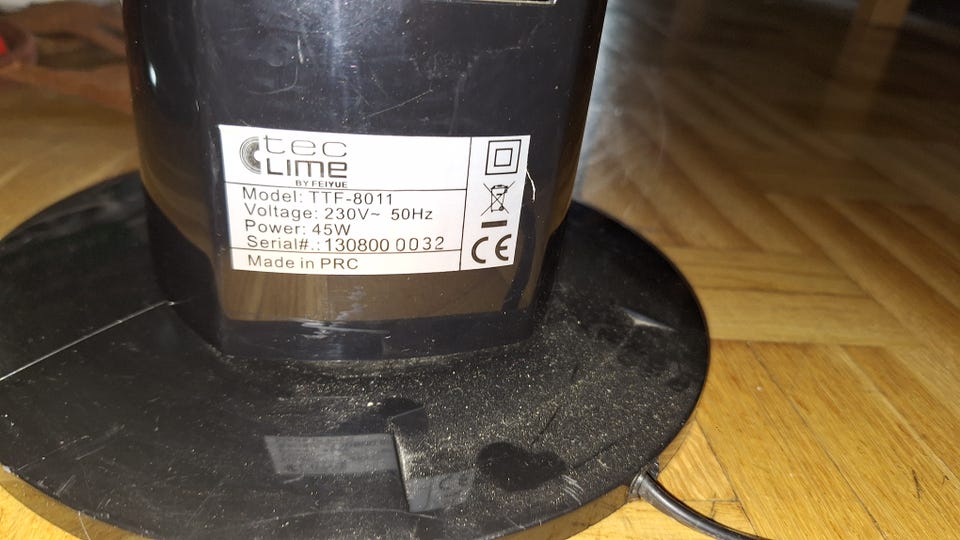 tec
LIME
BY FEIYUE
Model: TTF-8011
Voltage: 230V~ 50Hz
Power: 45W
Serial#.: 130800 0032
Made in PRC
CE